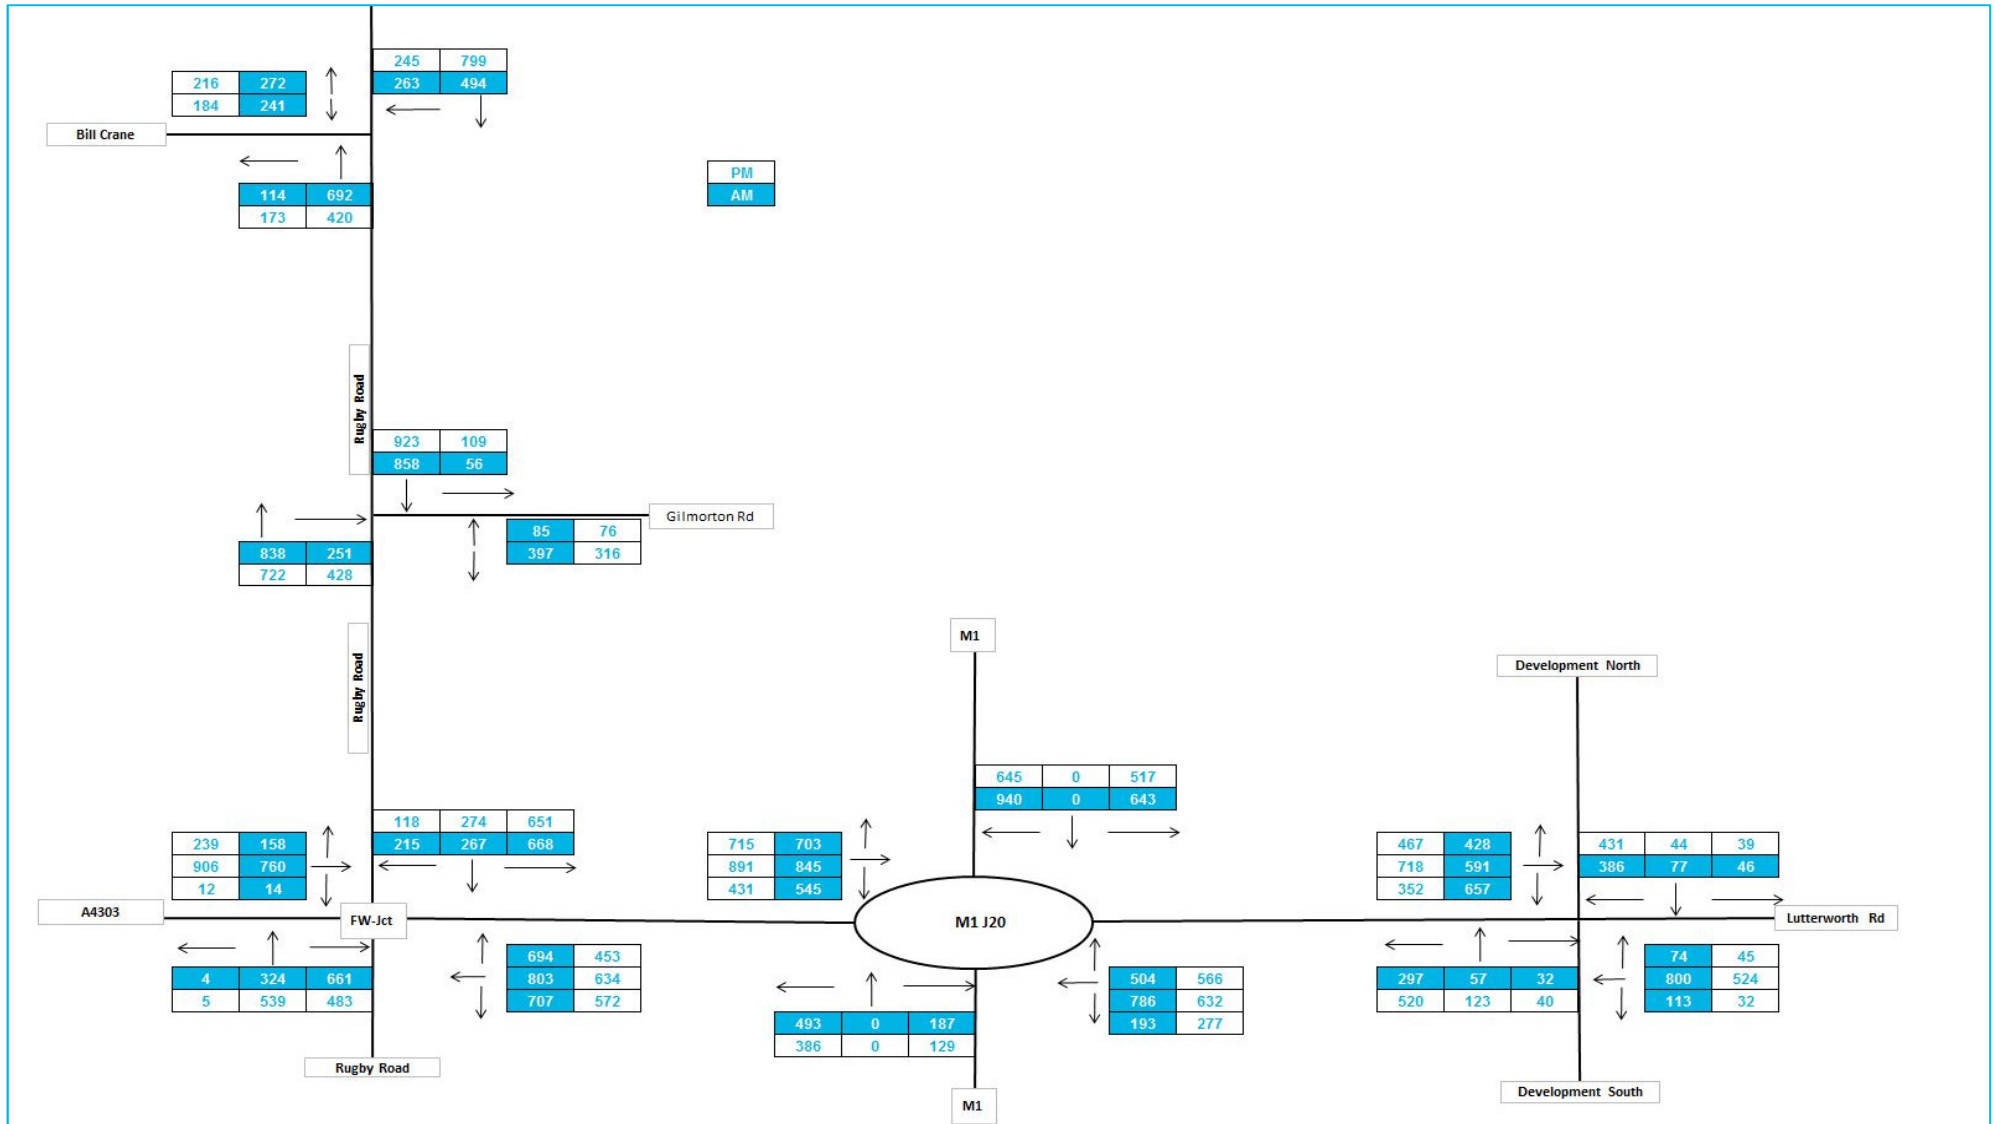 245 799
263 494
216 272
184 241
Bill Crane
114 692
173 420
PM
AM
Rugby Road
923 109
858 56
Gilmorton Rd
85 76
397 316
838 251
722 428
Rugby Road
M1
Development North
645 0 517
940 0 643
118 274 651
215 267 668
239 158
906 760
12 14
715 703
891 845
431 545
467 428
718 591
352 657
431 44 39
386 77 46
A4303
FW-Jct
M1 J20
Lutterworth Rd
694 453
803 634
707 572
4 324 661
5 539 483
504 566
786 632
193 277
297 57 32
520 123 40
74 45
800 524
113 32
493 0 187
386 0 129
Rugby Road
M1
Development South